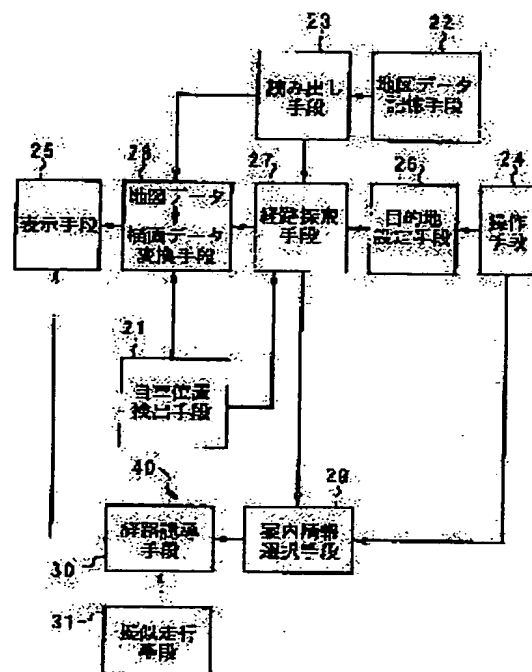 23
22
読み出し
手段
地図データ
記憶手段
25
28
27
26
24
表示手段
地図データ
描画データ
変換手段
経路探索
手段
目的地
設定手段
操作
手段
21
自車位置
検出手段
40
29
経路誘導
手段
案内情報
選択手段
30
31
擬似走行
手段